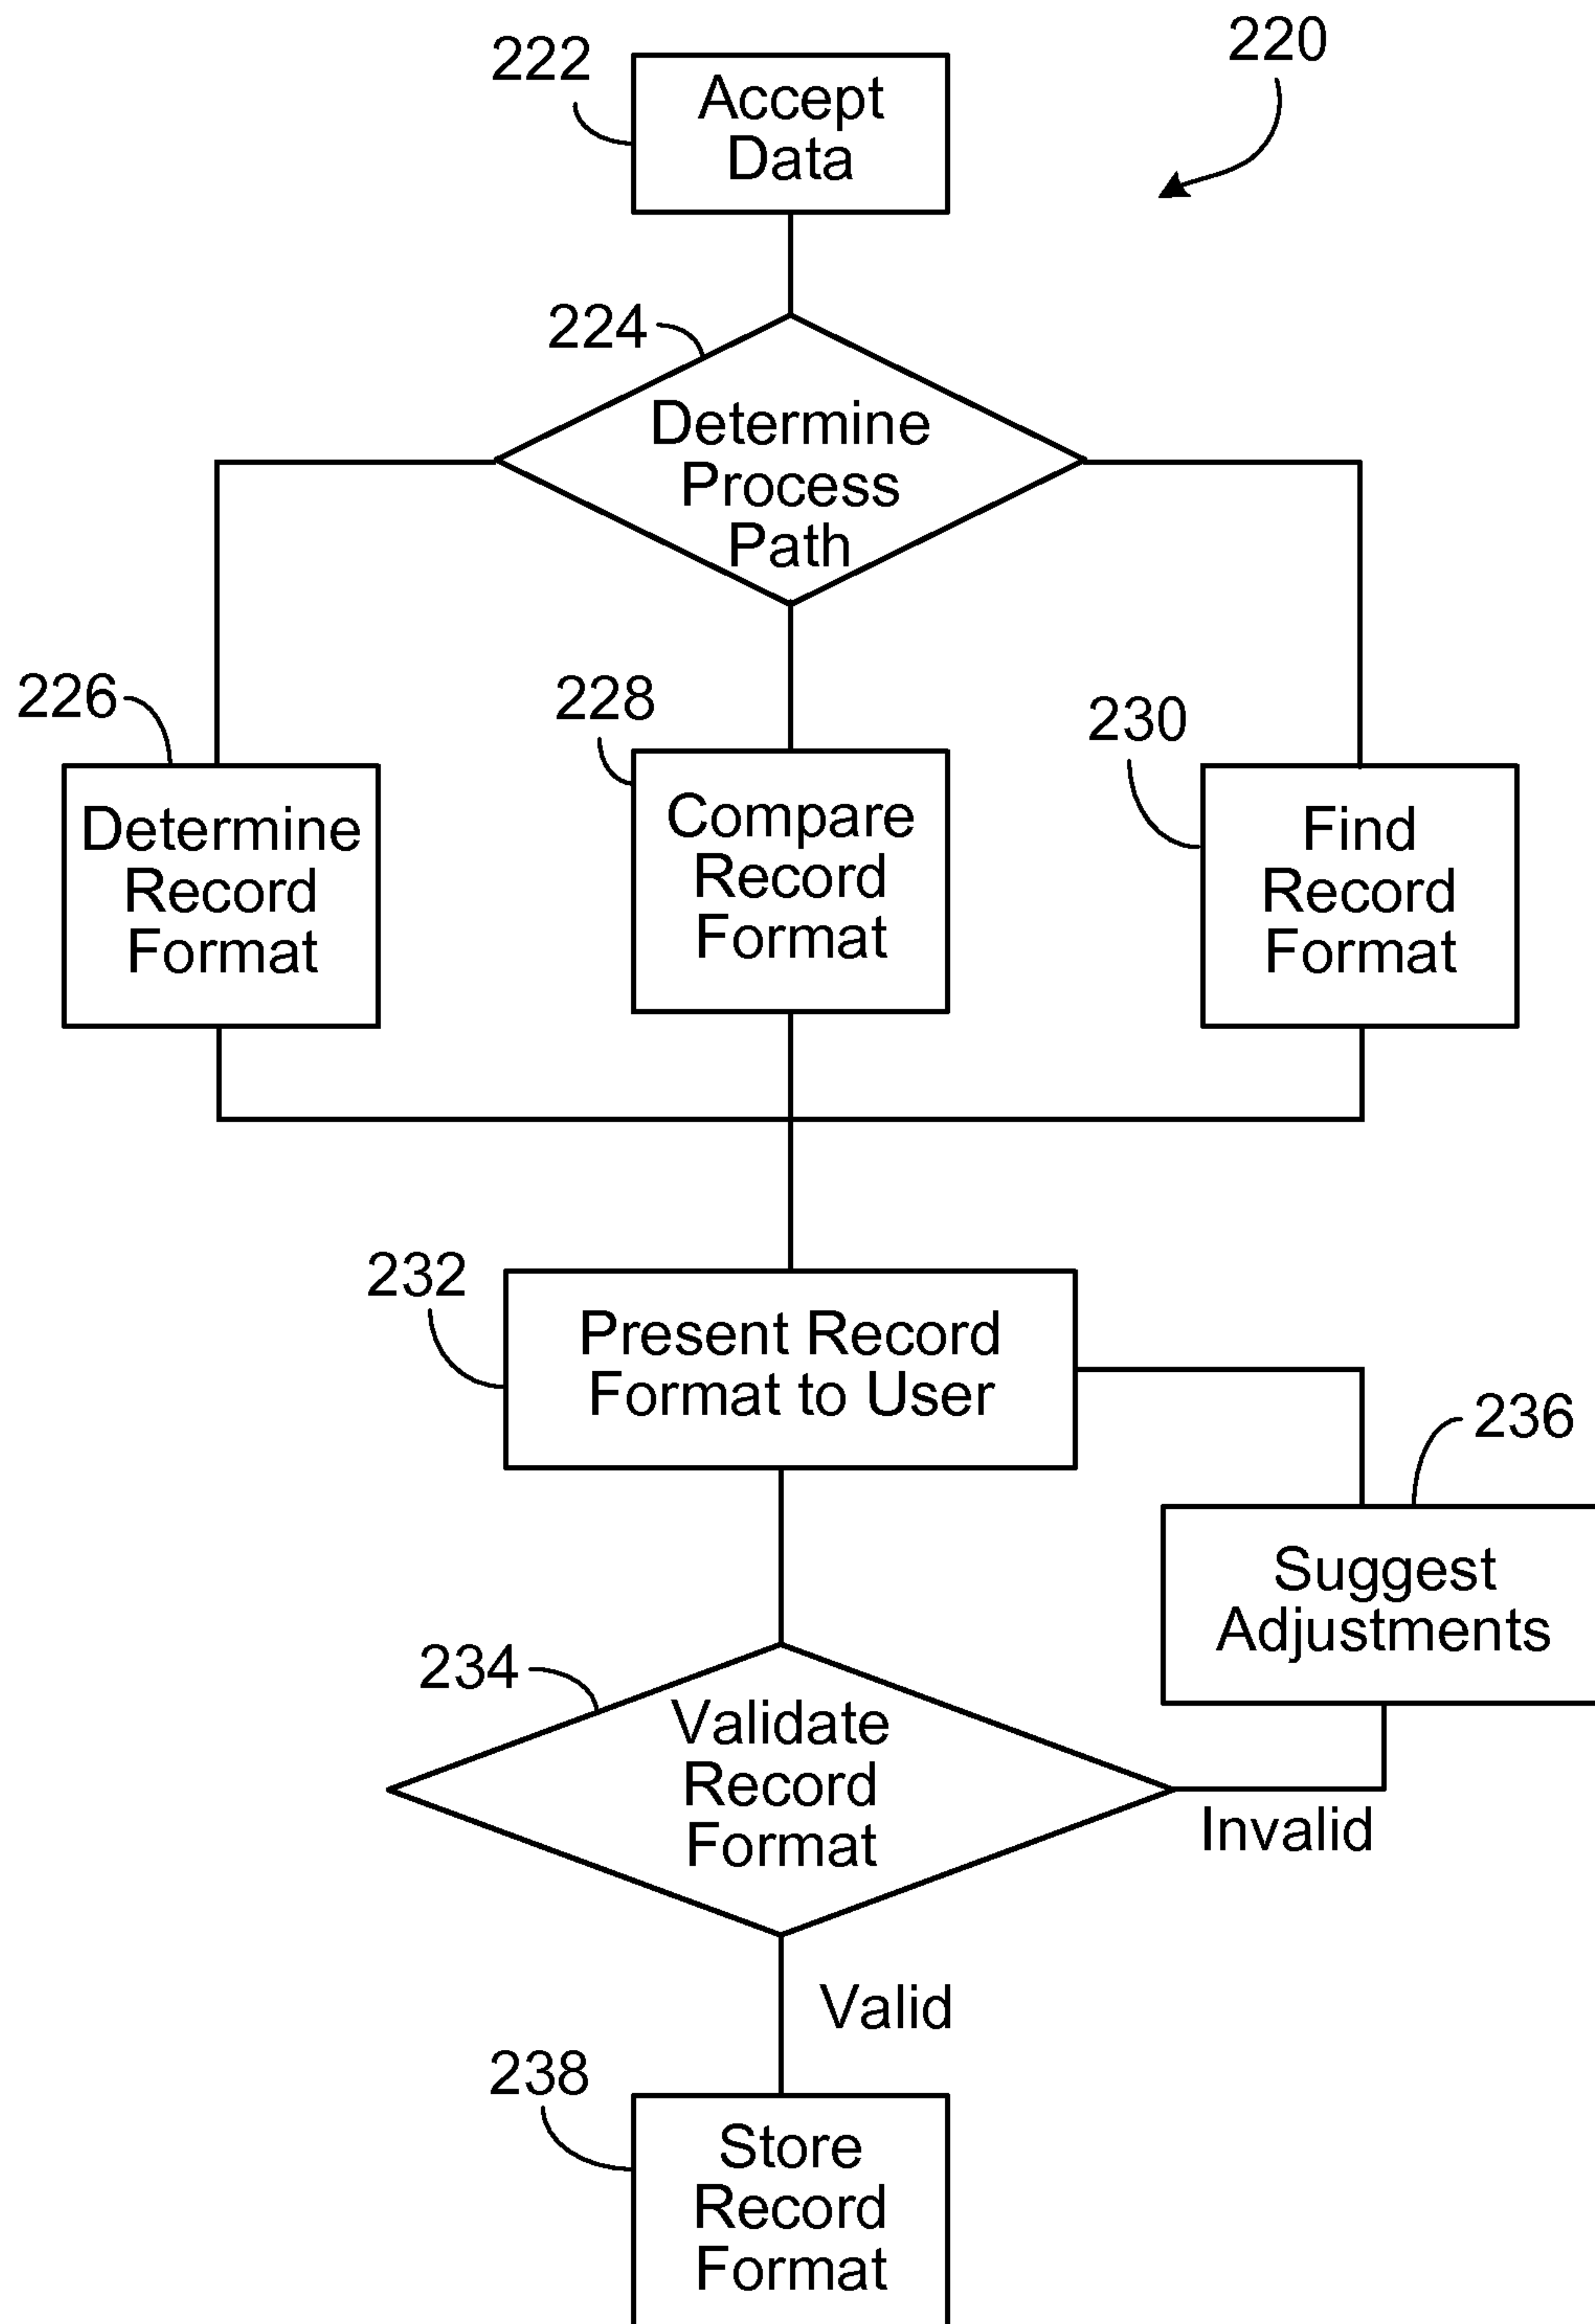 220
222
Accept
Data
224
Determine
Process
Path
226
Determine
Record
Format
228
Compare
Record
Format
230
Find
Record
Format
232
Present Record
Format to User
236
Suggest
Adjustments
234
Validate
Record
Format
Invalid
Valid
238
Store
Record
Format